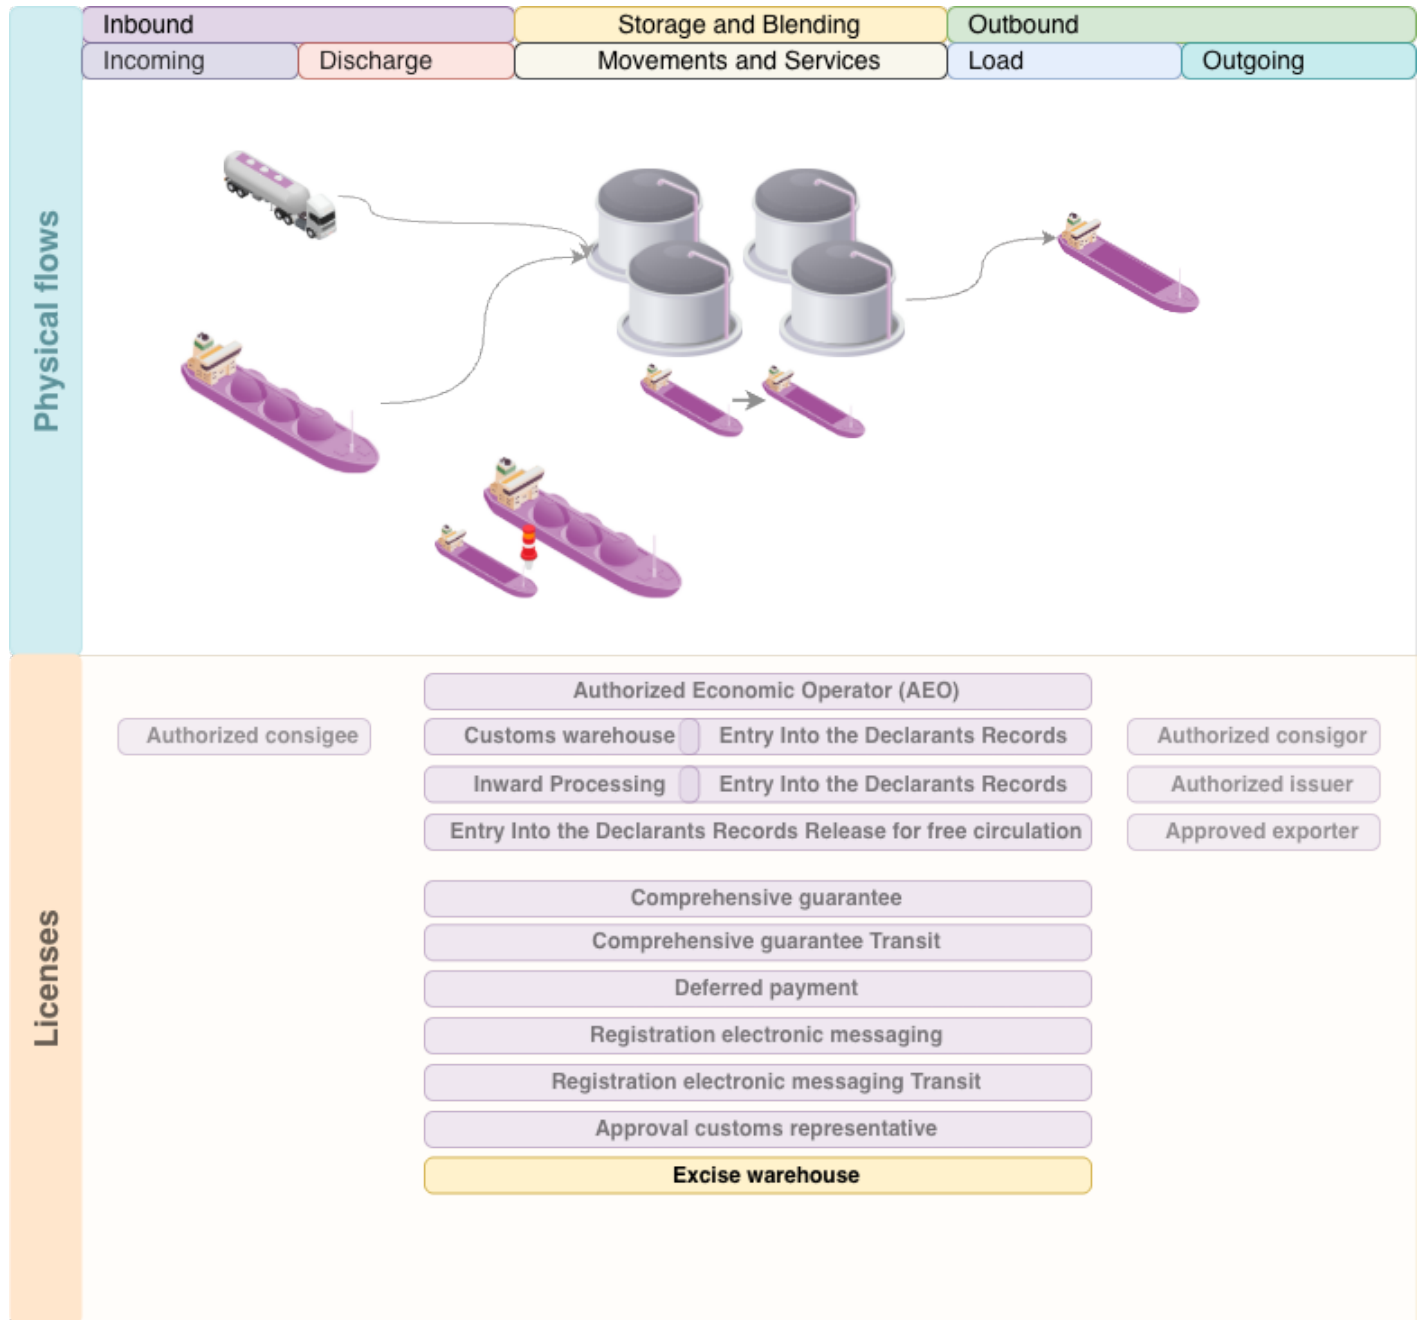 Inbound
Storage and Blending
Outbound
Incoming
Discharge
Movements and Services
Load
Outgoing
Physical flows
Licenses
Authorized Economic Operator (AEO)
Authorized consigee
Customs warehouse
Entry Into the Declarants Records
Authorized consigor
Inward Processing
Entry Into the Declarants Records
Authorized issuer
Entry Into the Declarants Records Release for free circulation
Approved exporter
Comprehensive guarantee
Comprehensive guarantee Transit
Deferred payment
Registration electronic messaging
Registration electronic messaging Transit
Approval customs representative
Excise warehouse